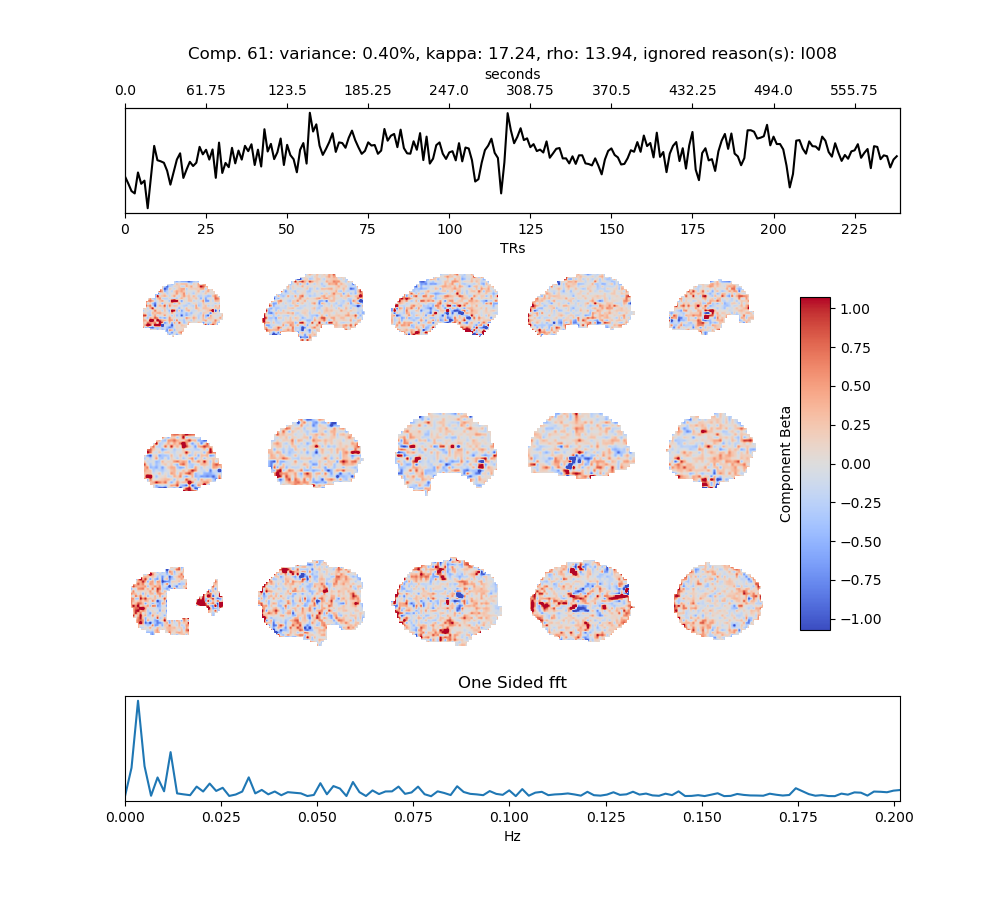 Comp. 61: variance: 0.40%, kappa: 17.24, rho: 13.94, ignored reason(s): I008
seconds
0.0 61.75 123.5 185.25 247.0 308.75 370.5 432.25 494.0 555.75
0 25 50 75 100 125 150 175 200 225
TRs
1.00
0.75
0.50
0.25
0.00
−0.25
−0.50
−0.75
−1.00
Component Beta
One Sided fft
0.000 0.025 0.050 0.075 0.100 0.125 0.150 0.175 0.200
Hz